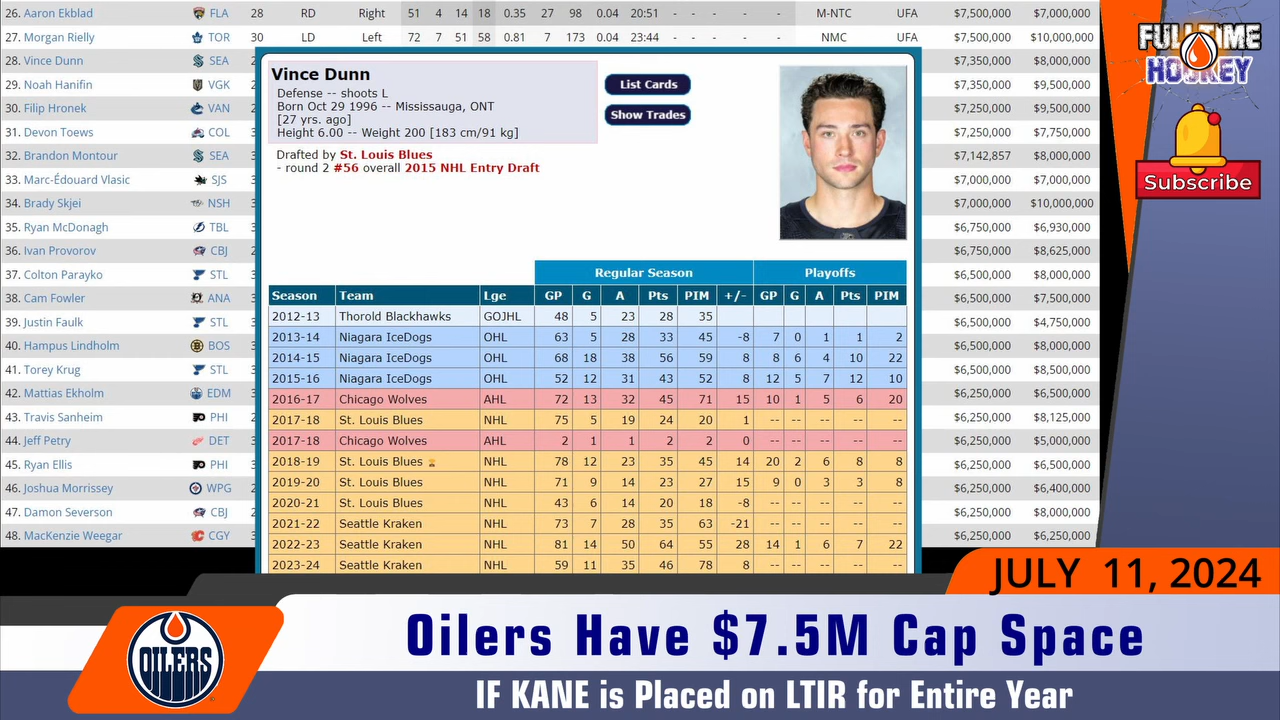 26. Aaron Ekblad FLA 28 RD Right 51 4 14 18 0.35 27 98 0.04 20:51 - - - - - M-NTC UFA $7,500,000 $7,000,000
27. Morgan Rielly TOR 30 LD Left 72 7 51 58 0.81 7 173 0.04 23:44 - - - - - NMC UFA $7,500,000 $10,000,000
28. Vince Dunn SEA $7,350,000 $8,000,000
29. Noah Hanifin VGK $7,350,000 $9,500,000
30. Filip Hronek VAN $7,250,000 $9,500,000
31. Devon Toews COL $7,250,000 $7,750,000
32. Brandon Montour SEA $7,142,857 $8,000,000
33. Marc-Édouard Vlasic SJS $7,000,000 $7,000,000
34. Brady Skjei NSH $7,000,000 $10,000,000
35. Ryan McDonagh TBL $6,750,000 $6,930,000
36. Ivan Provorov CBJ $6,750,000 $8,625,000
37. Colton Parayko STL $6,500,000 $8,000,000
38. Cam Fowler ANA $6,500,000 $7,500,000
39. Justin Faulk STL $6,500,000 $4,750,000
40. Hampus Lindholm BOS $6,500,000 $8,000,000
41. Torey Krug STL $6,500,000 $8,500,000
42. Mattias Ekholm EDM $6,250,000 $6,500,000
43. Travis Sanheim PHI $6,250,000 $8,125,000
44. Jeff Petry DET $6,250,000 $5,000,000
45. Ryan Ellis PHI $6,250,000 $6,500,000
46. Joshua Morrissey WPG $6,250,000 $6,400,000
47. Damon Severson CBJ $6,250,000 $8,000,000
48. MacKenzie Weegar CGY $6,250,000 $6,250,000
Vince Dunn
Defense -- shoots L
Born Oct 29 1996 -- Mississauga, ONT
[27 yrs. ago]
Height 6.00 -- Weight 200 [183 cm/91 kg]
List Cards
Show Trades
Drafted by St. Louis Blues
- round 2 #56 overall 2015 NHL Entry Draft
Regular Season Playoffs
Season Team Lge GP G A Pts PIM +/- GP G A Pts PIM
2012-13 Thorold Blackhawks GOJHL 48 5 23 28 35
2013-14 Niagara IceDogs OHL 63 5 28 33 45 -8 7 0 1 1 2
2014-15 Niagara IceDogs OHL 68 18 38 56 59 8 8 6 4 10 22
2015-16 Niagara IceDogs OHL 52 12 31 43 52 8 12 5 7 12 10
2016-17 Chicago Wolves AHL 72 13 32 45 71 15 10 1 5 6 20
2017-18 St. Louis Blues NHL 75 5 19 24 20 1 -- -- -- -- --
2017-18 Chicago Wolves AHL 2 1 1 2 2 0 -- -- -- -- --
2018-19 St. Louis Blues NHL 78 12 23 35 45 14 20 2 6 8 8
2019-20 St. Louis Blues NHL 71 9 14 23 27 15 9 0 3 3 8
2020-21 St. Louis Blues NHL 43 6 14 20 18 -8 -- -- -- -- --
2021-22 Seattle Kraken NHL 73 7 28 35 63 -21 -- -- -- -- --
2022-23 Seattle Kraken NHL 81 14 50 64 55 28 14 1 6 7 22
2023-24 Seattle Kraken NHL 59 11 35 46 78 8 -- -- -- -- --
FULL TIME
HOCKEY
Subscribe
JULY 11, 2024
OILERS
Oilers Have $7.5M Cap Space
IF KANE is Placed on LTIR for Entire Year